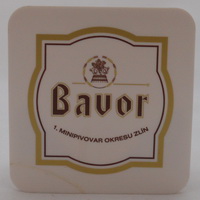 Bavor
1. MINIPIVOVAR OKRESU ZLÍN